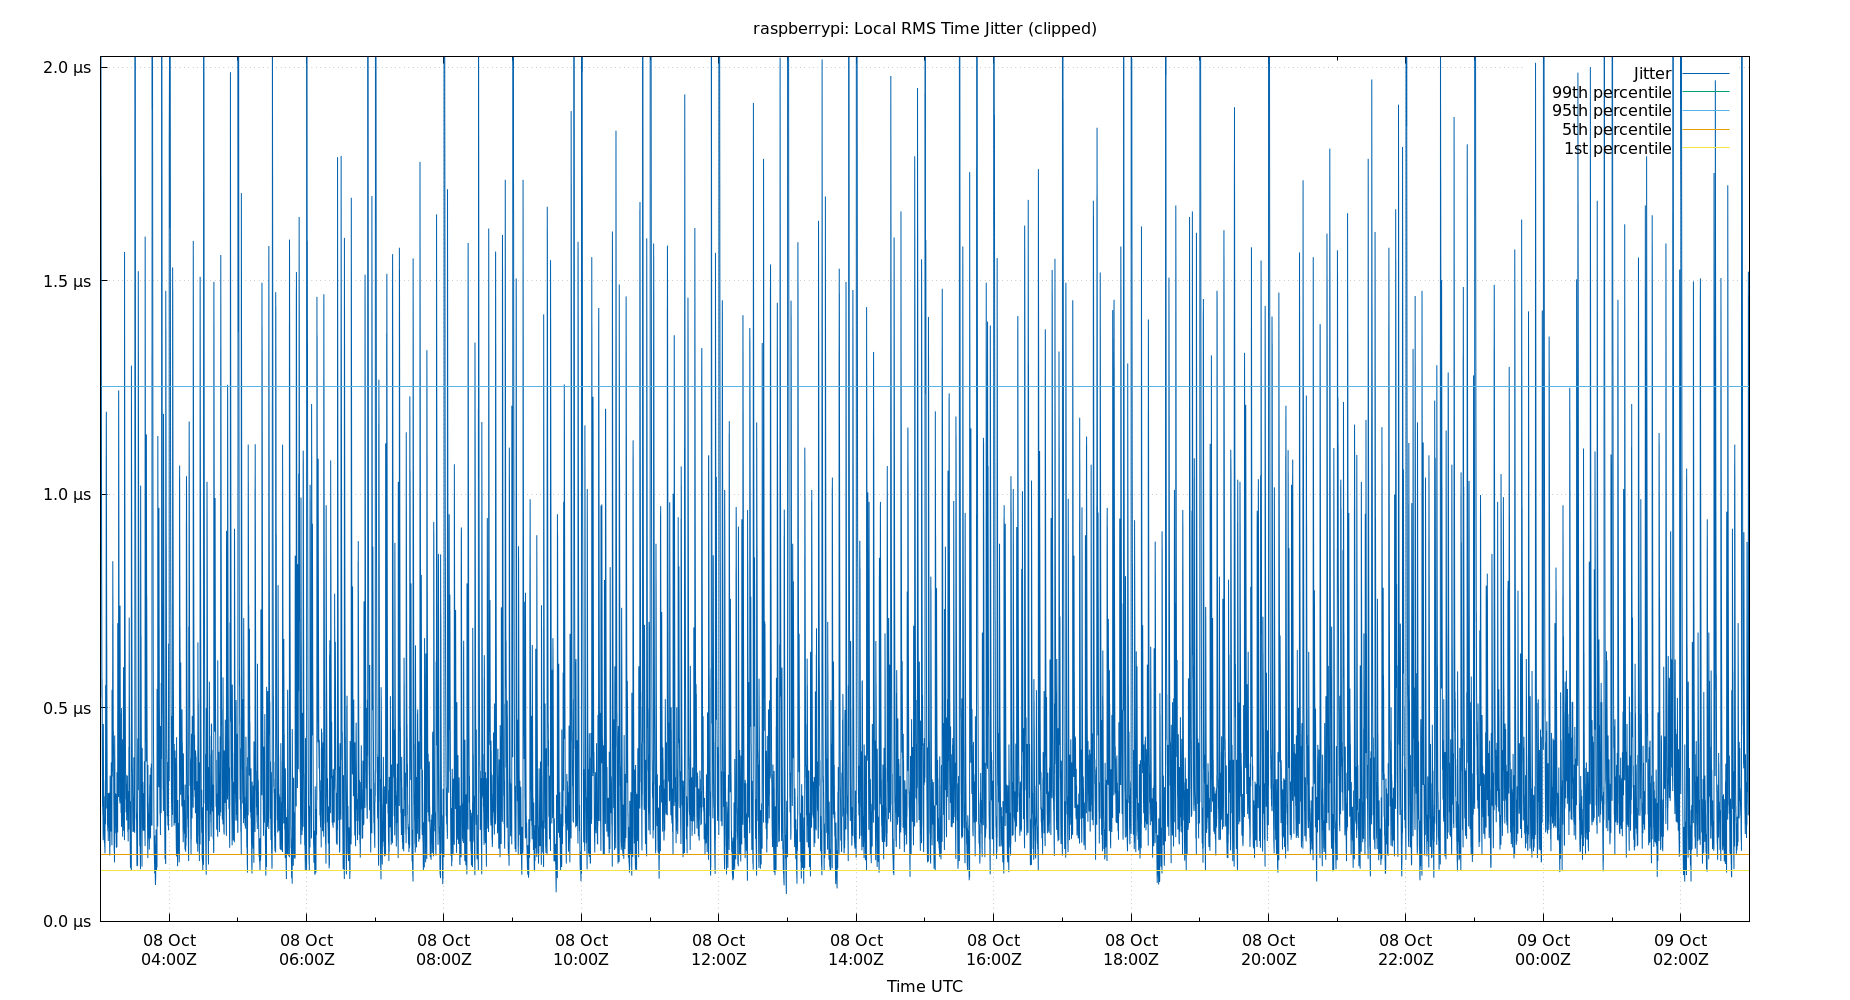 raspberrypi: Local RMS Time Jitter (clipped)
2.0 µs
1.5 µs
1.0 µs
0.5 µs
0.0 µs
Jitter
99th percentile
95th percentile
5th percentile
1st percentile
08 Oct 08 Oct 08 Oct 08 Oct 08 Oct 08 Oct 08 Oct 08 Oct 08 Oct 08 Oct 09 Oct 09 Oct
04:00Z 06:00Z 08:00Z 10:00Z 12:00Z 14:00Z 16:00Z 18:00Z 20:00Z 22:00Z 00:00Z 02:00Z
Time UTC